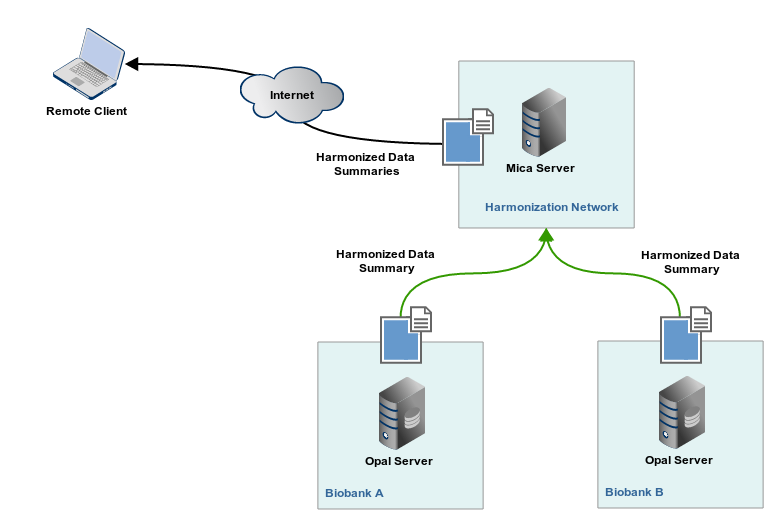 Remote Client
Internet
Harmonized Data
Summaries
Mica Server
Harmonization Network
Harmonized Data
Summary
Harmonized Data
Summary
Opal Server
Biobank A
Opal Server
Biobank B